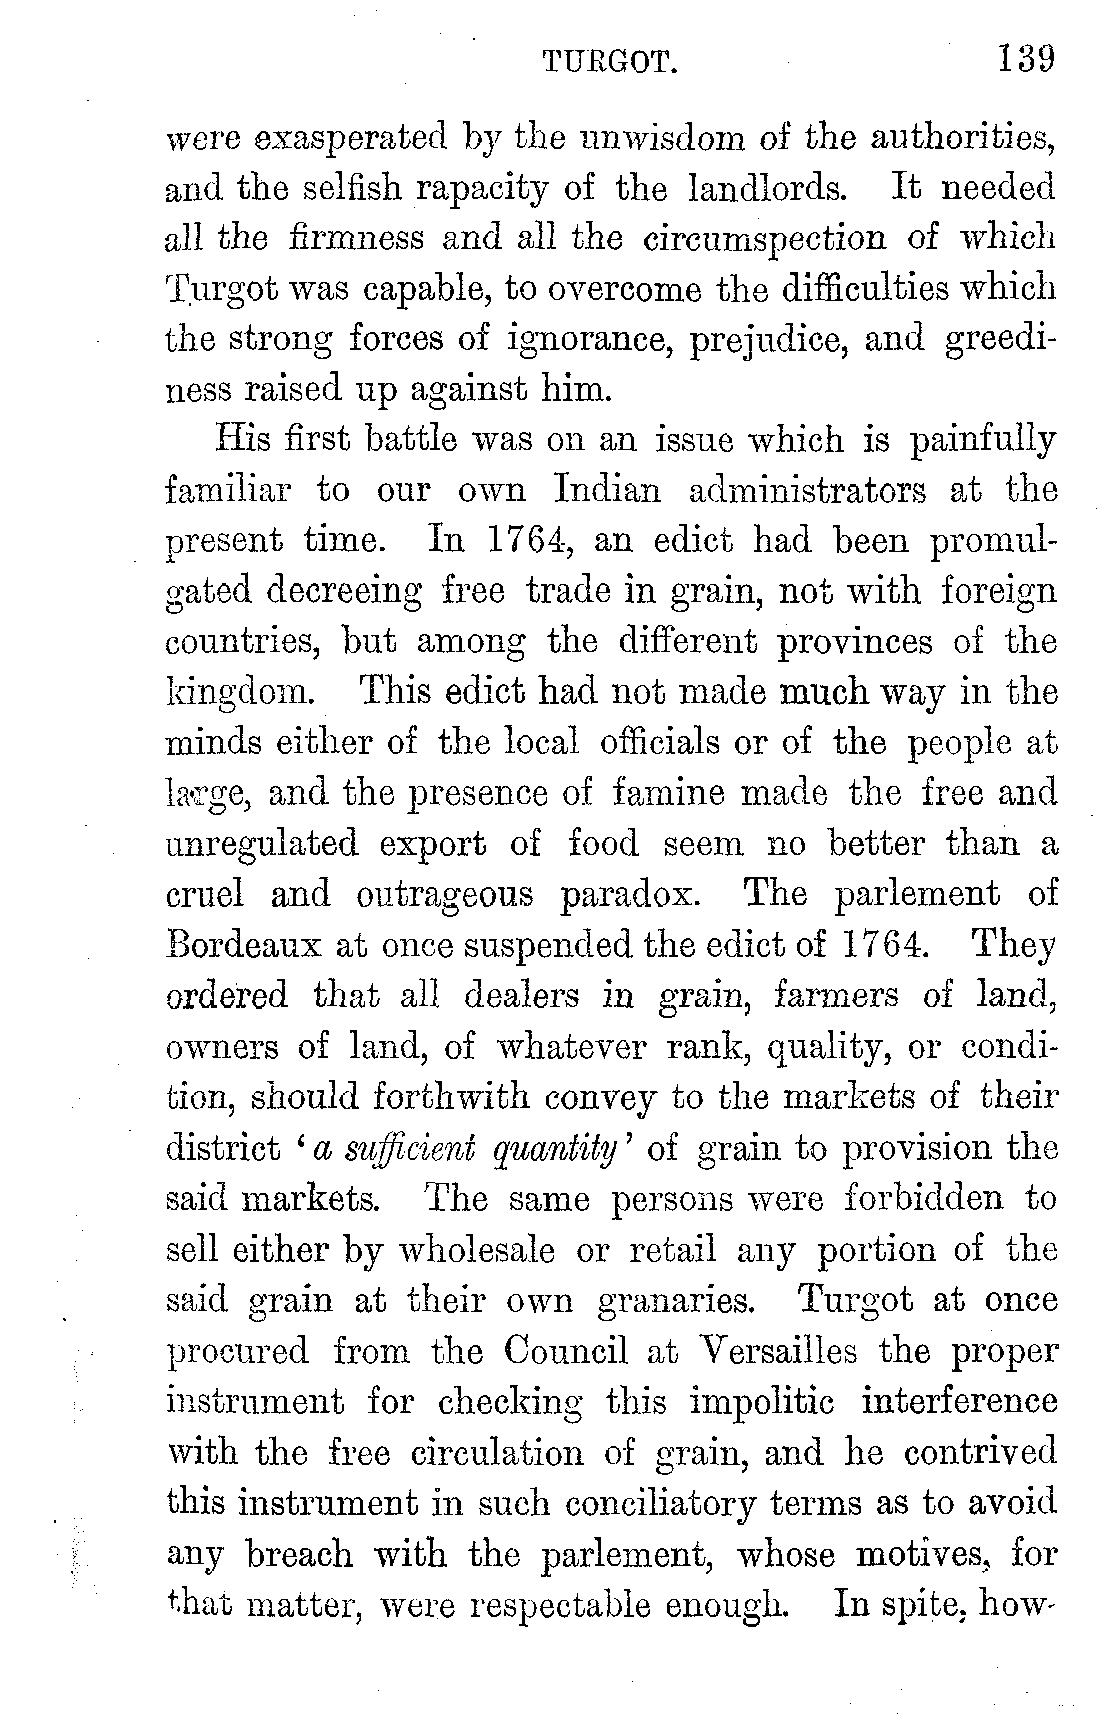 TURGOT. 139
were exasperated by the unwisdom of the authorities,
and the selfish rapacity of the landlords. It needed
all the firmness and all the circumspection of which
Turgot was capable, to overcome the difficulties which
the strong forces of ignorance, prejudice, and greedi-
ness raised up against him.
His first battle was on an issue which is painfully
familiar to our own Indian administrators at the
present time. In 1764, an edict had been promul-
gated decreeing free trade in grain, not with foreign
countries, but among the different provinces of the
kingdom. This edict had not made much way in the
minds either of the local officials or of the people at
large, and the presence of famine made the free and
unregulated export of food seem no better than a
cruel and outrageous paradox. The parlement of
Bordeaux at once suspended the edict of 1764. They
ordered that all dealers in grain, farmers of land,
owners of land, of whatever rank, quality, or condi-
tion, should forthwith convey to the markets of their
district ‘a sufficient quantity’ of grain to provision the
said markets. The same persons were forbidden to
sell either by wholesale or retail any portion of the
said grain at their own granaries. Turgot at once
procured from the Council at Versailles the proper
instrument for checking this impolitic interference
with the free circulation of grain, and he contrived
this instrument in such conciliatory terms as to avoid
any breach with the parlement, whose motives, for
that matter, were respectable enough. In spite, how-